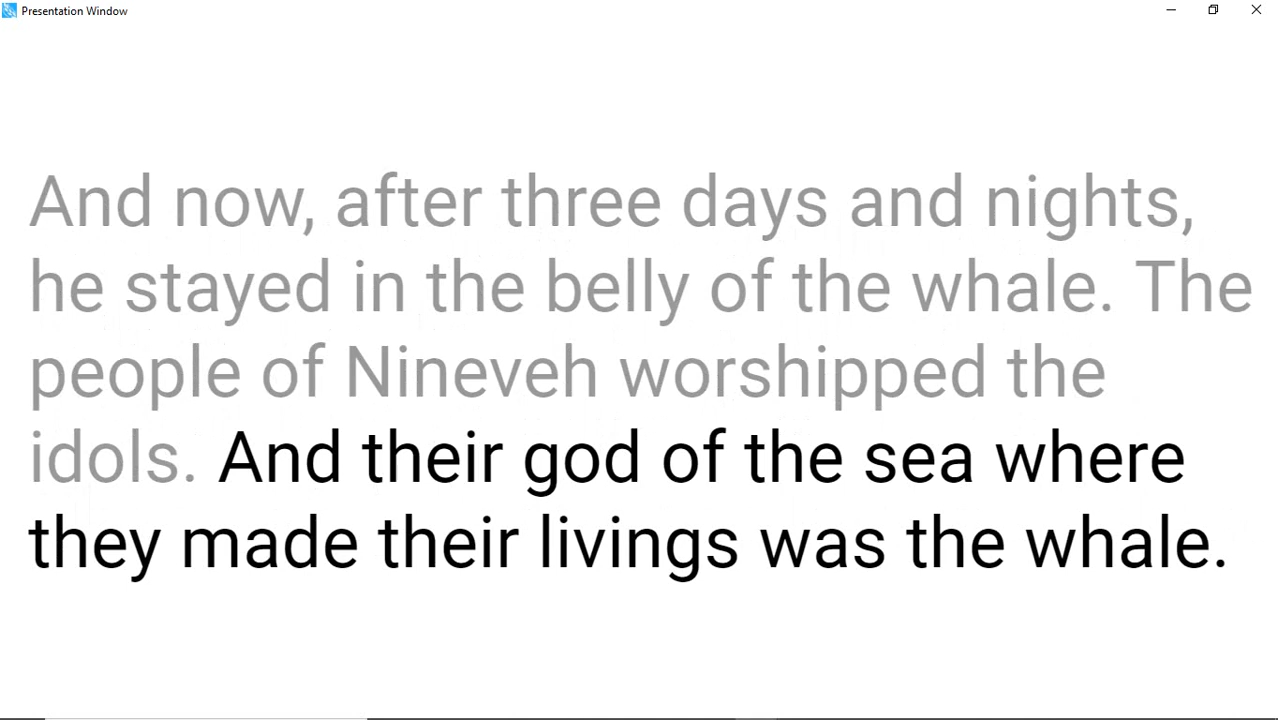 Presentation Window
And now, after three days and nights,
he stayed in the belly of the whale. The
people of Nineveh worshipped the
idols. And their god of the sea where
they made their livings was the whale.